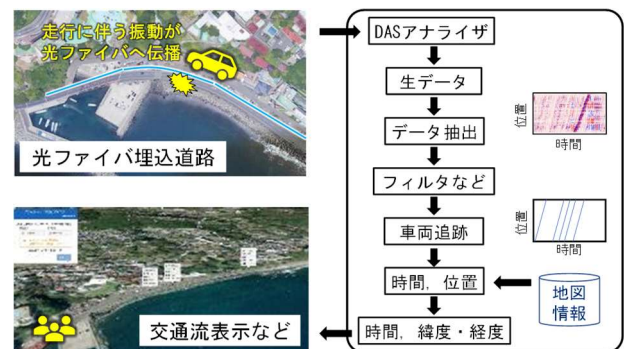 走行に伴う振動が
光ファイバへ伝播
光ファイバ埋込道路
DASアナライザ
生データ
データ抽出
位置
時間
フィルタなど
車両追跡
位置
時間
時間，位置
地図
情報
時間，緯度・経度
交通流表示など